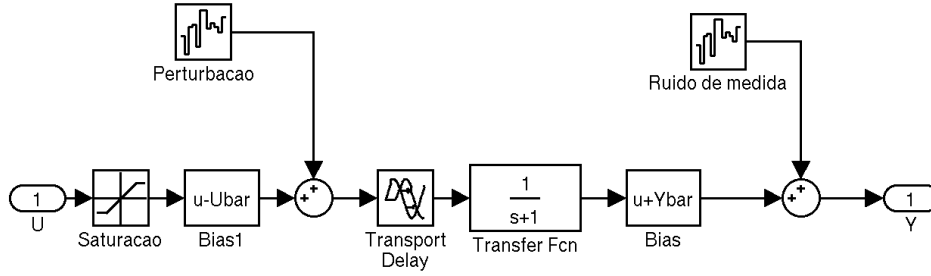 Perturbacao
Ruido de medida
1
U
Saturacao
u-Ubar
Bias1
+
+
Transport
Delay
1
s+1
Transfer Fcn
u+Ybar
Bias
+
+
1
Y